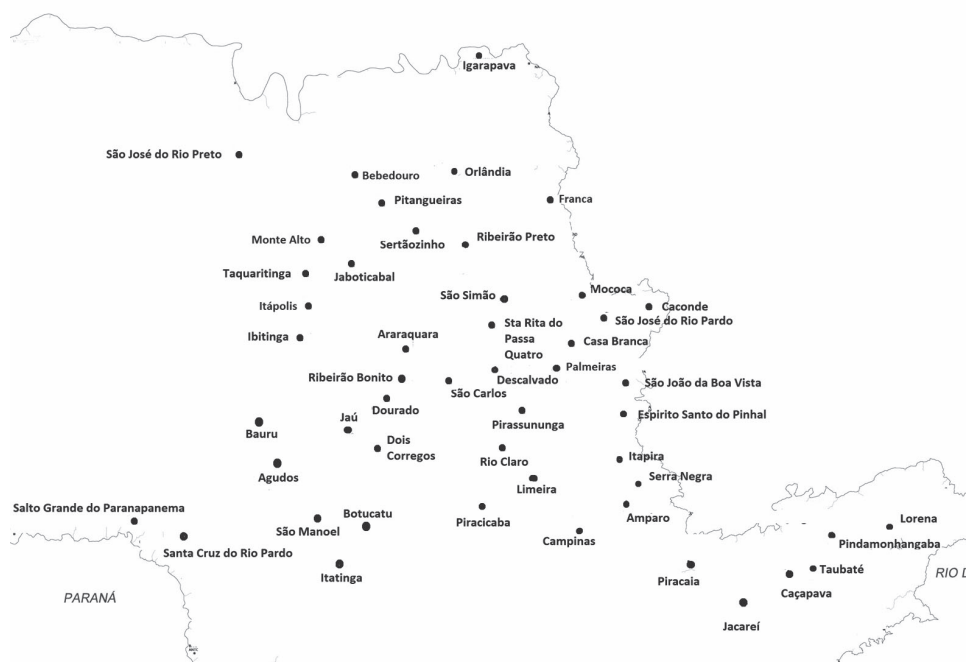 Igarapava
São José do Rio Preto
Bebedouro
Orlândia
Pitangueiras
Franca
Monte Alto
Sertãozinho
Ribeirão Preto
Taquaritinga
Jaboticabal
São Simão
Mococa
Itápolis
Caconde
São José do Rio Pardo
Ibitinga
Araraquara
Sta Rita do
Passa
Quatro
Casa Branca
Ribeirão Bonito
Descalvado
Palmeiras
São Carlos
São João da Boa Vista
Dourado
Jaú
Pirassununga
Espirito Santo do Pinhal
Bauru
Dois
Corregos
Rio Claro
Itapira
Agudos
Limeira
Serra Negra
Salto Grande do Paranapanema
Botucatu
São Manoel
Piracicaba
Amparo
Lorena
Santa Cruz do Rio Pardo
Campinas
Pindamonhangaba
Itatinga
Piracaia
Taubaté
Caçapava
RIO D
PARANÁ
Jacareí